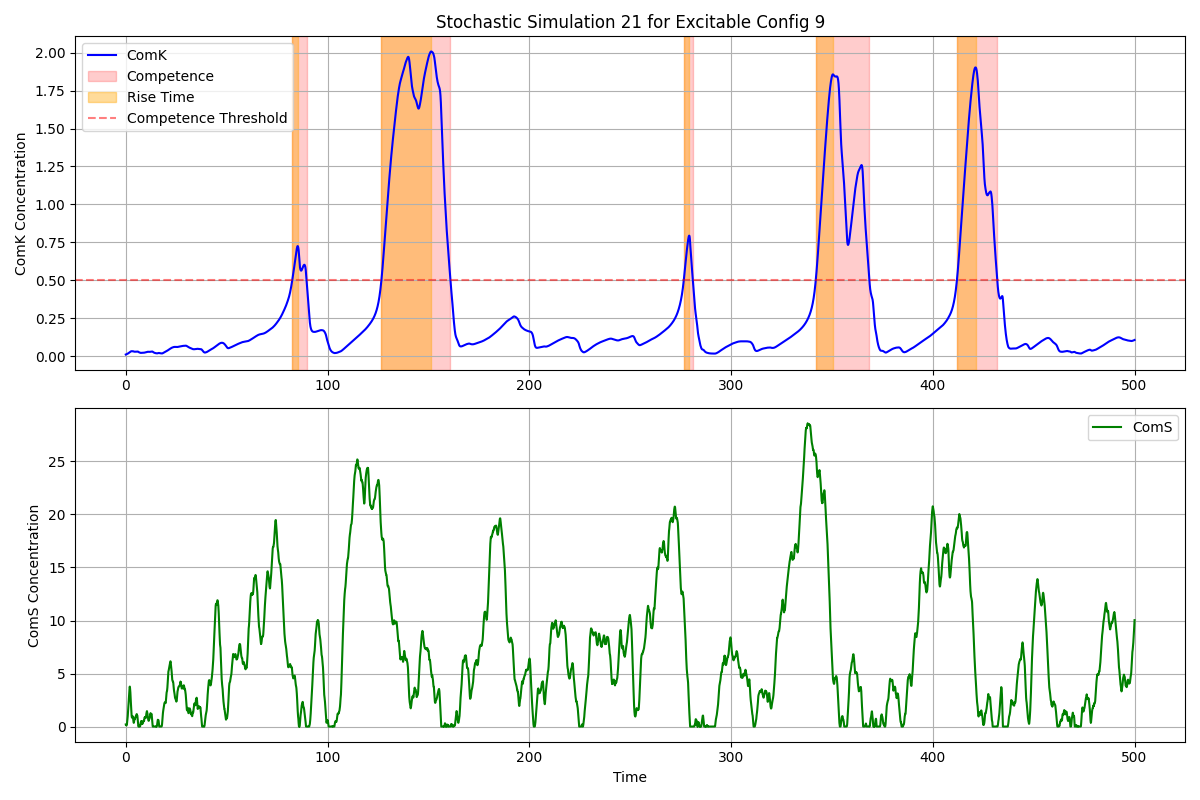 Stochastic Simulation 21 for Excitable Config 9
ComK Concentration
2.00
1.75
1.50
1.25
1.00
0.75
0.50
0.25
0.00
ComK
Competence
Rise Time
Competence Threshold
0 100 200 300 400 500
ComS Concentration
25
20
15
10
5
0
ComS
0 100 200 300 400 500
Time